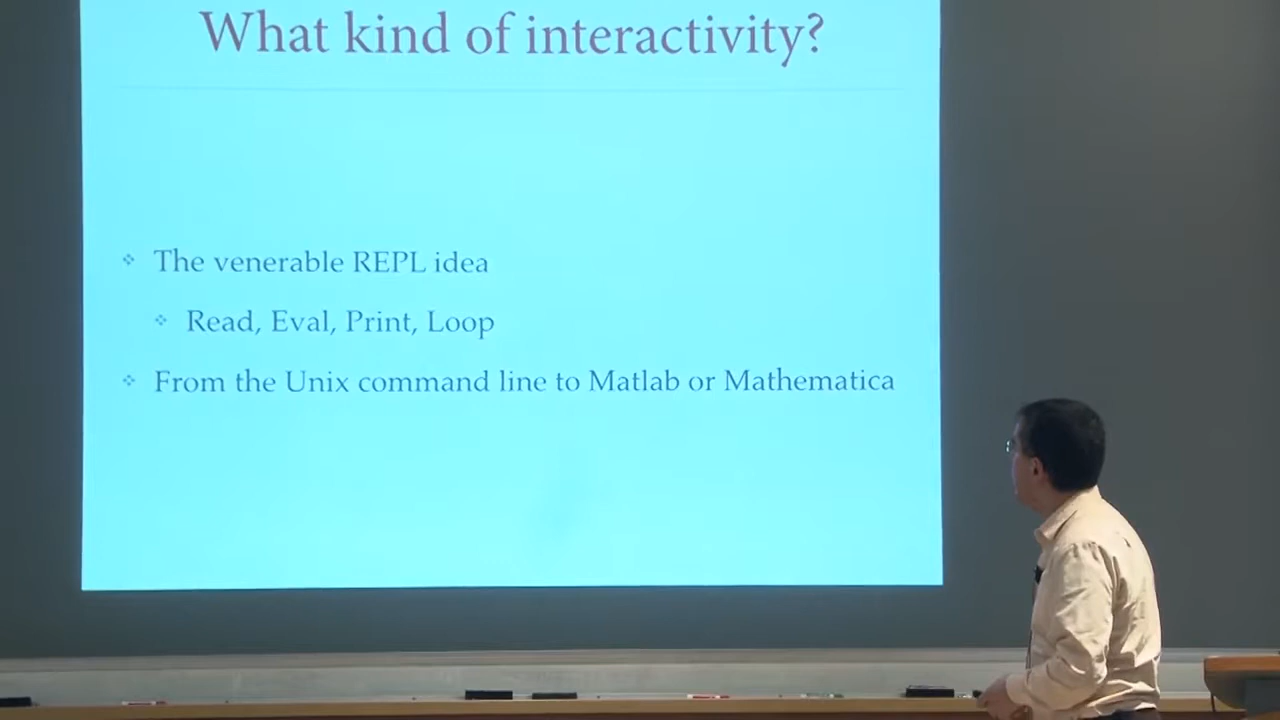 What kind of interactivity?
The venerable REPL idea
Read, Eval, Print, Loop
From the Unix command line to Matlab or Mathematica